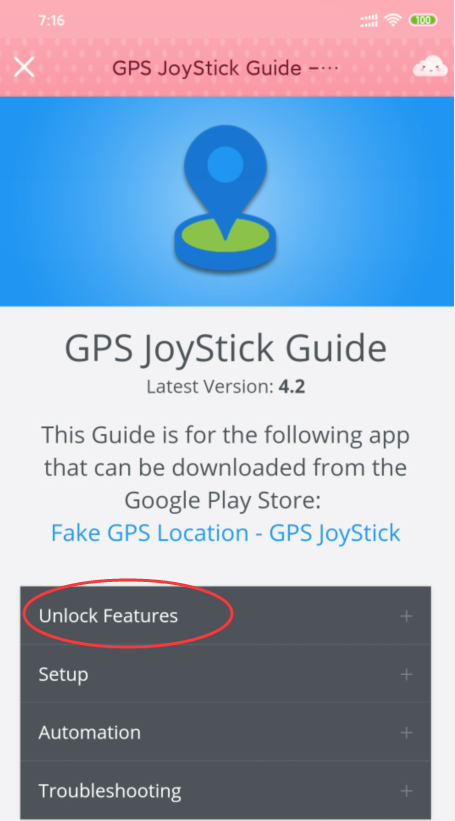 7:16
100
GPS JoyStick Guide –···
GPS JoyStick Guide
Latest Version: 4.2
This Guide is for the following app
that can be downloaded from the
Google Play Store:
Fake GPS Location - GPS JoyStick
Unlock Features +
Setup +
Automation +
Troubleshooting +